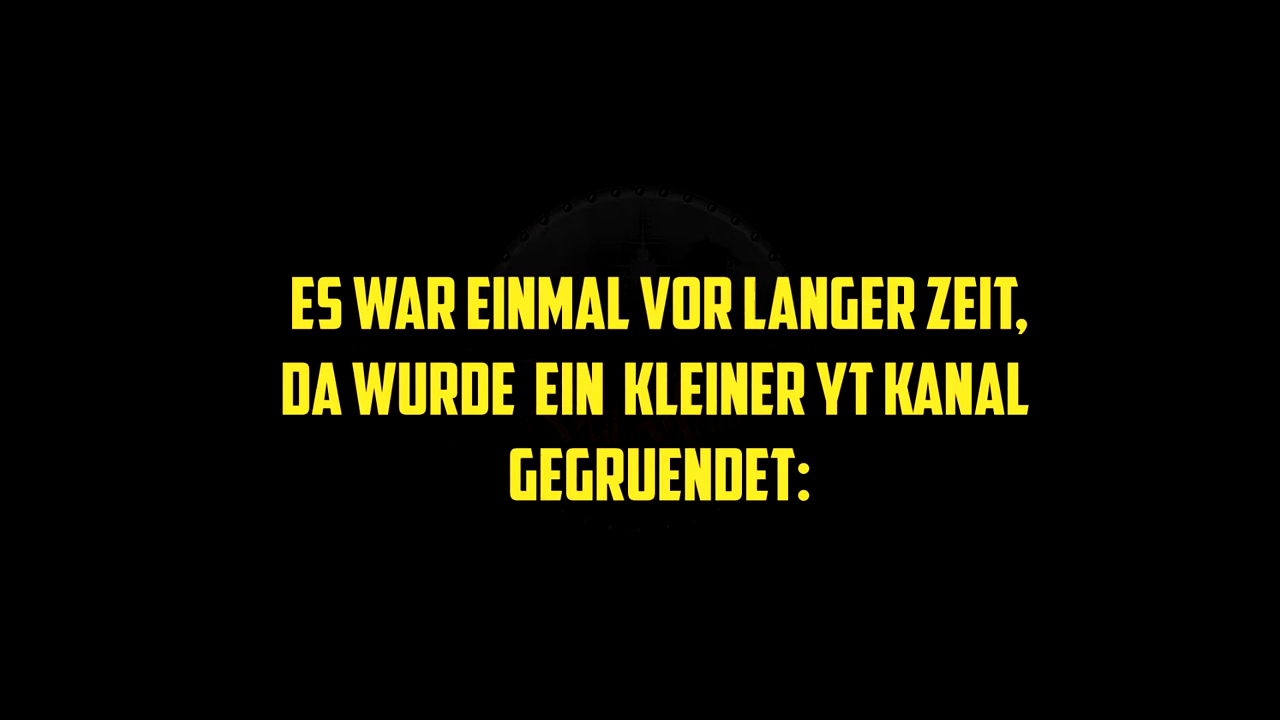 ES WAR EINMAL VOR LANGER ZEIT,
DA WURDE EIN KLEINER YT KANAL
GEGRUENDET: